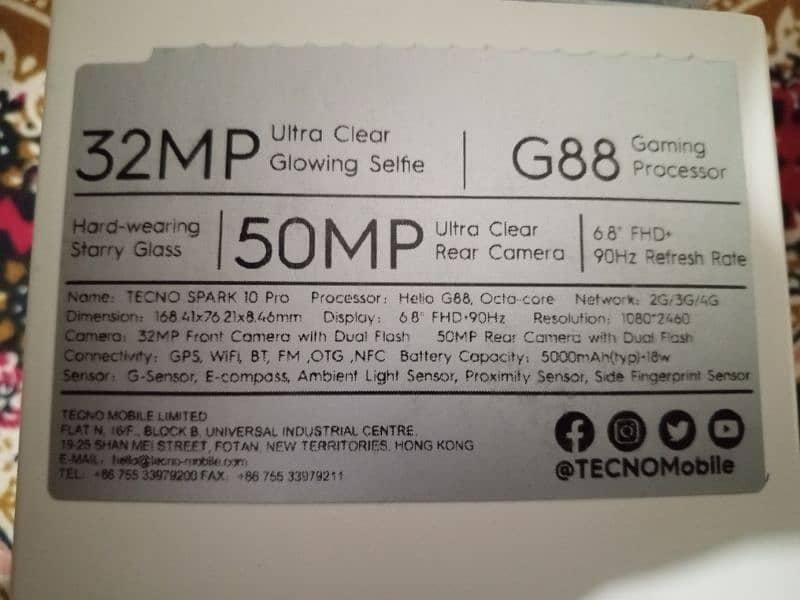 32MP Ultra Clear Glowing Selfie
G88 Gaming Processor
Hard-wearing Starry Glass
50MP Ultra Clear Rear Camera
6.8" FHD+ 90Hz Refresh Rate
Name: TECNO SPARK 10 Pro Processor: Helio G88, Octa-core Network: 2G/3G/4G
Dimension: 168.41x76.21x8.46mm Display: 6.8" FHD+90Hz Resolution: 1080*2460
Camera: 32MP Front Camera with Dual Flash 50MP Rear Camera with Dual Flash
Connectivity: GPS, WiFi, BT, FM ,OTG ,NFC Battery Capacity: 5000mAh(typ)+18w
Sensor: G-Sensor, E-compass, Ambient Light Sensor, Proximity Sensor, Side Fingerprint Sensor
TECNO MOBILE LIMITED
FLAT N, 16/F., BLOCK B, UNIVERSAL INDUSTRIAL CENTRE,
19-25 SHAN MEI STREET, FOTAN, NEW TERRITORIES, HONG KONG
E-MAIL: hello@tecno-mobile.com
TEL: +86 755 33979200 FAX: +86 755 33979211
@TECNOMobile